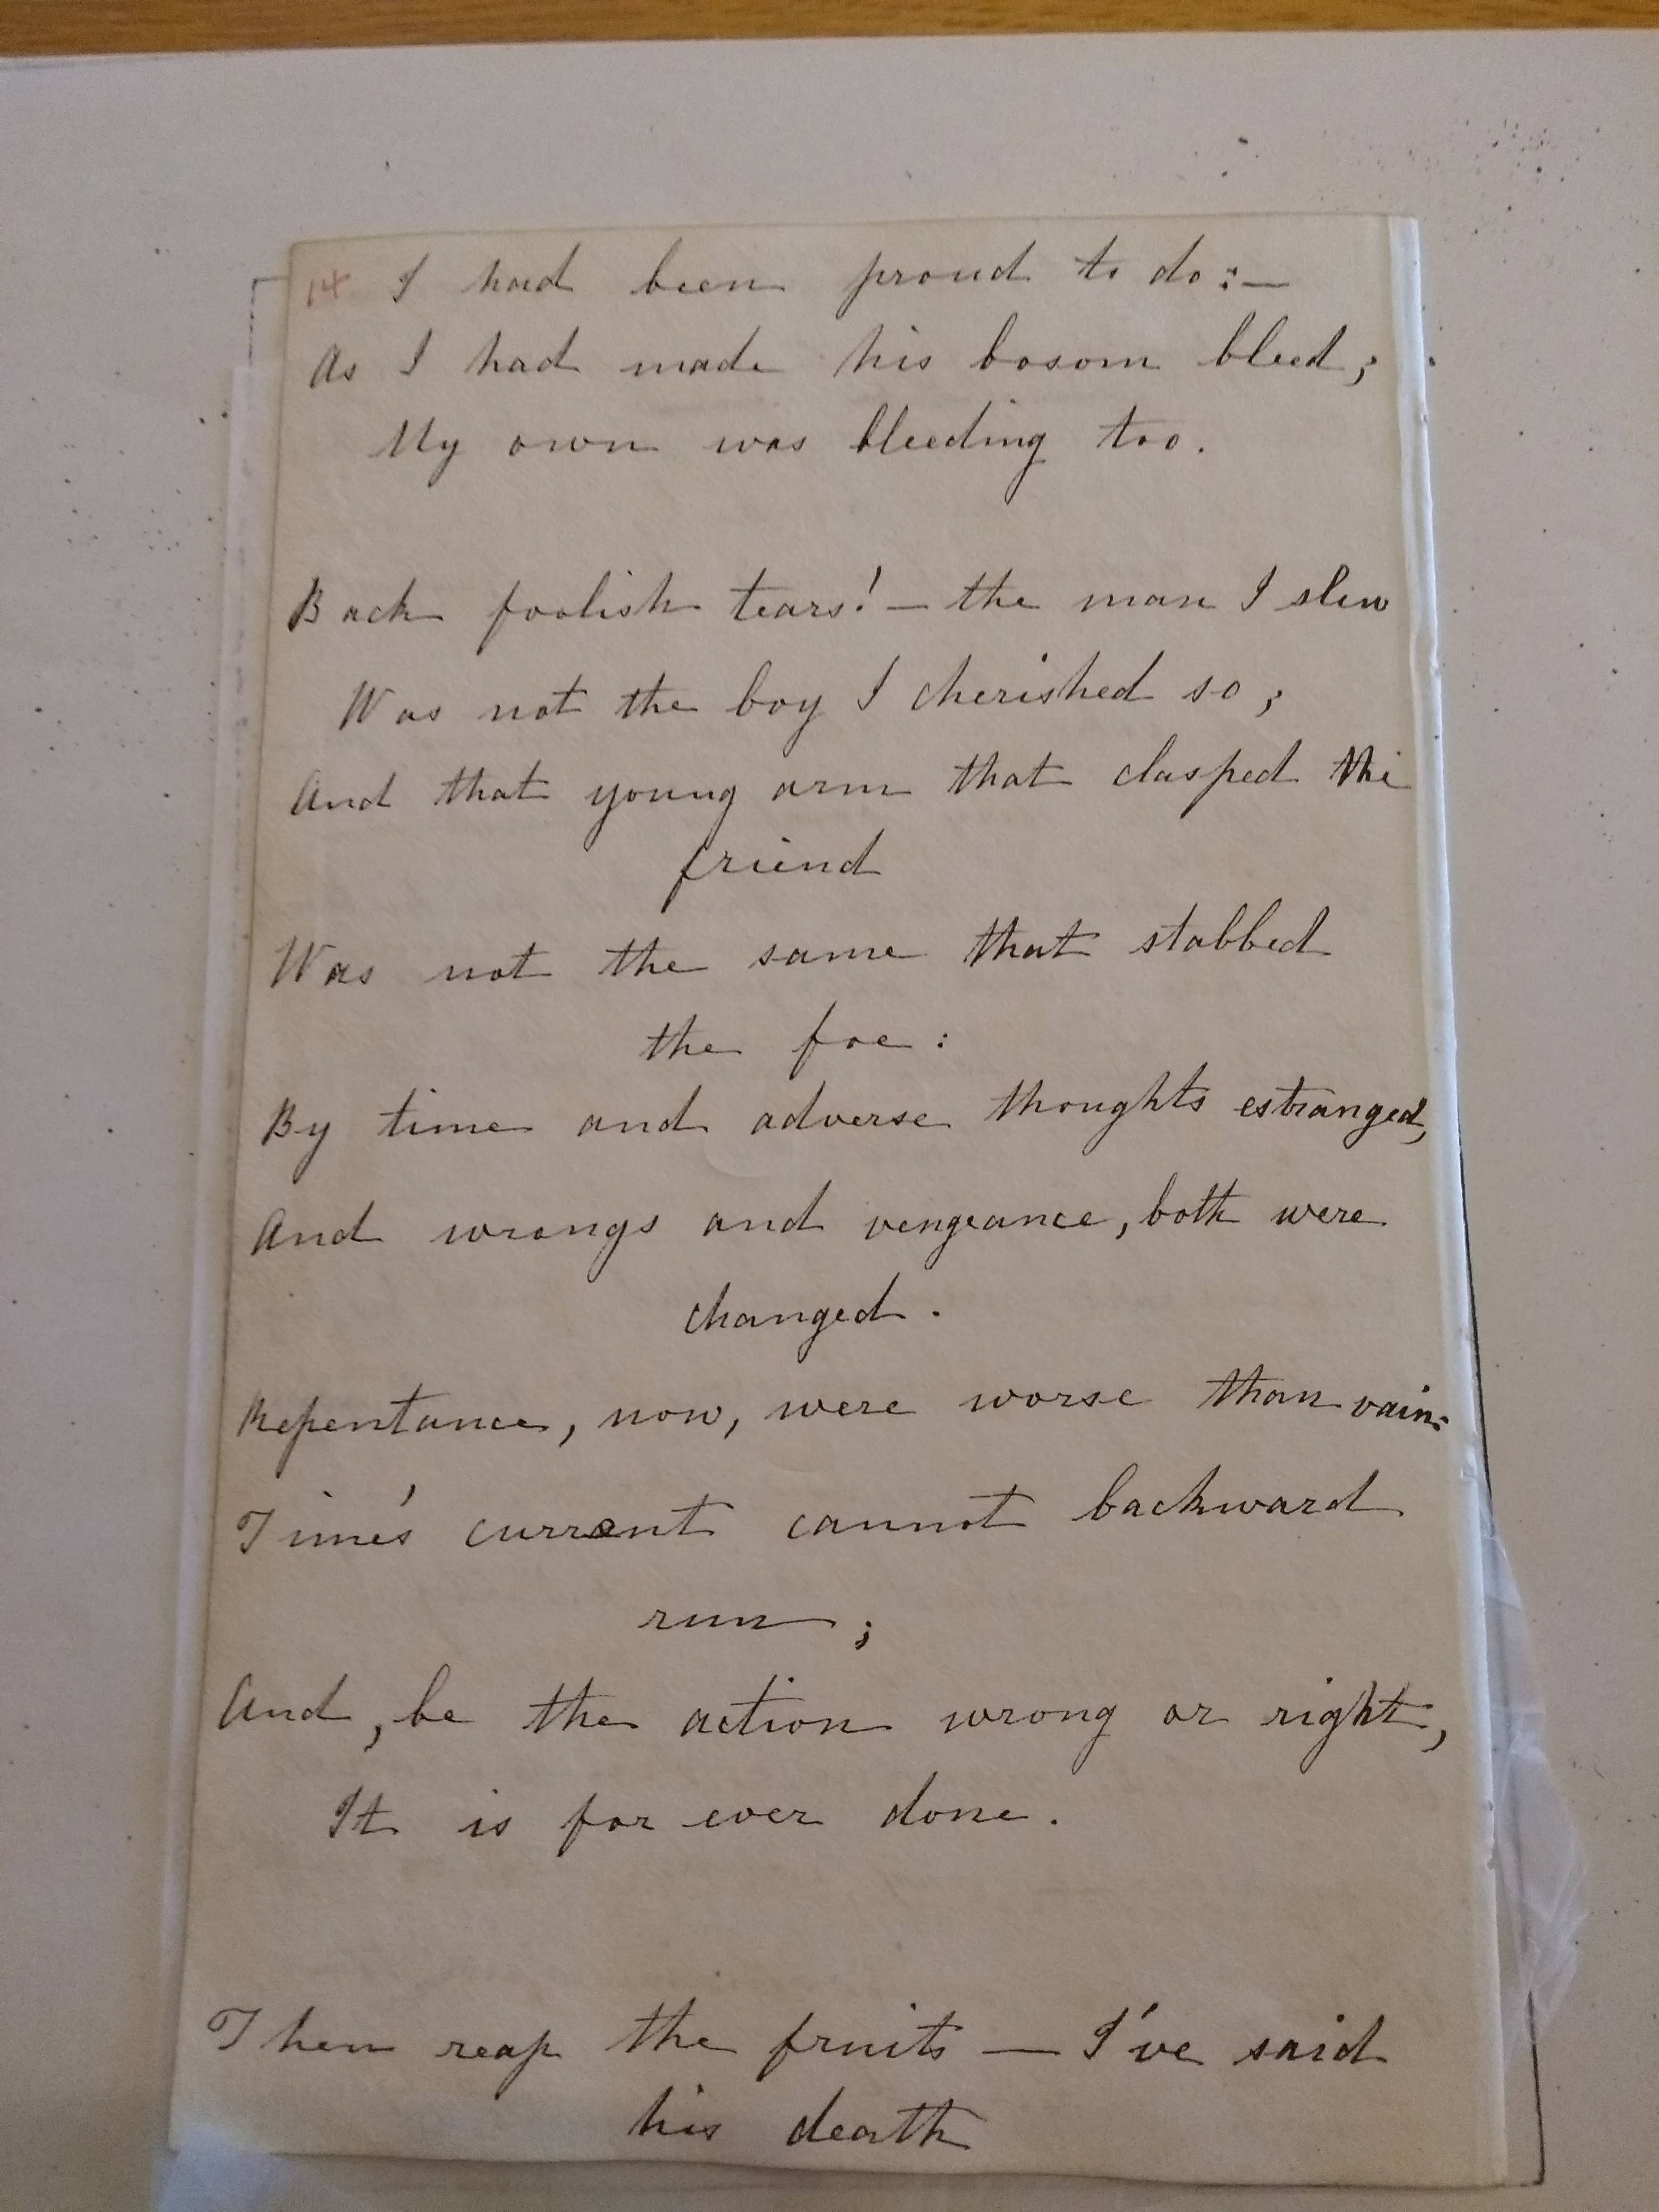 14 I had been proud to do:—
As I had made his bosom bleed;
My own was bleeding too.
Back foolish tears! — the man I slew
Was not the boy I cherished so;
And that young arm that clasped the
friend
Was not the same that stabbed
the foe:
By time and adverse thoughts estranged,
And wrongs and vengeance, both were
changed.
Repentance, now, were worse than vain:
Time's current cannot backward
run;
And, be the action wrong or right,
It is for ever done.
Then reap the fruits — I've said
his death